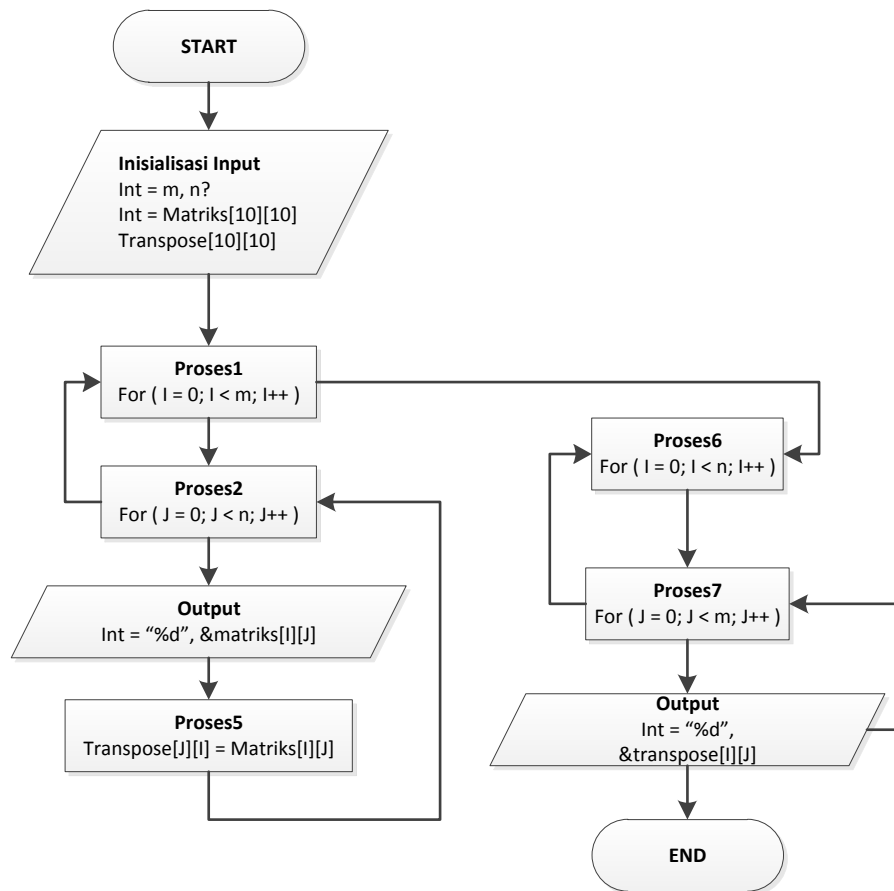 START
Inisialisasi Input
Int = m, n?
Int = Matriks[10][10]
Transpose[10][10]
Proses1
For ( I = 0; I < m; I++ )
Proses2
For ( J = 0; J < n; J++ )
Output
Int = “%d”, &matriks[I][J]
Proses5
Transpose[J][I] = Matriks[I][J]
Proses6
For ( I = 0; I < n; I++ )
Proses7
For ( J = 0; J < m; J++ )
Output
Int = “%d”,
&transpose[I][J]
END